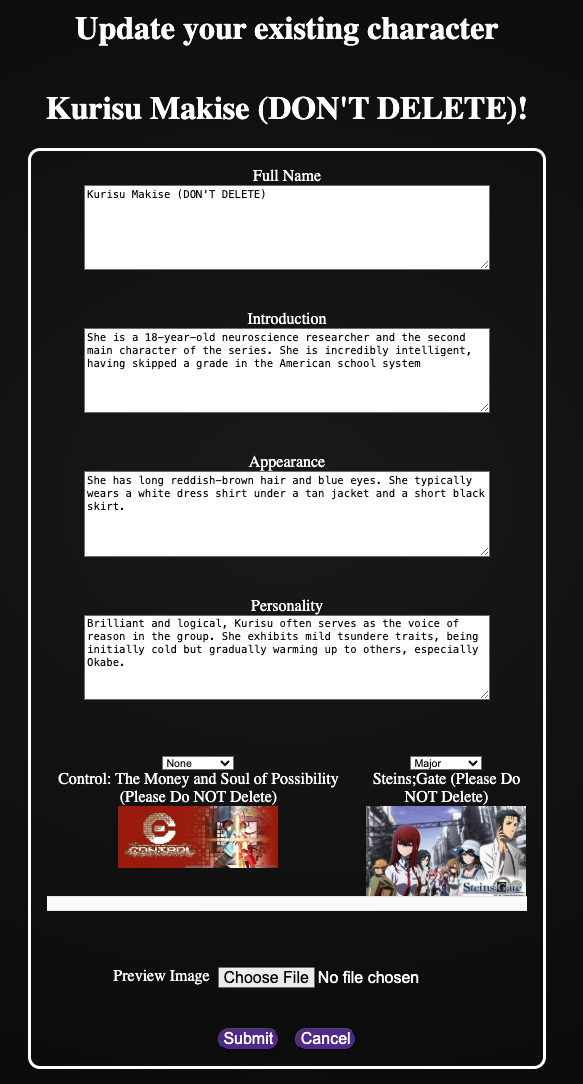 Update your existing character
Kurisu Makise (DON'T DELETE)!
Full Name
Kurisu Makise (DON'T DELETE)
Introduction
She is a 18-year-old neuroscience researcher and the second
main character of the series. She is incredibly intelligent,
having skipped a grade in the American school system
Appearance
She has long reddish-brown hair and blue eyes. She typically
wears a white dress shirt under a tan jacket and a short black
skirt.
Personality
Brilliant and logical, Kurisu often serves as the voice of
reason in the group. She exhibits mild tsundere traits, being
initially cold but gradually warming up to others, especially
Okabe.
None
Control: The Money and Soul of Possibility
(Please Do NOT Delete)
CONTROL
Major
Steins;Gate (Please Do
NOT Delete)
Steins;Gate
Preview Image Choose File No file chosen
Submit Cancel